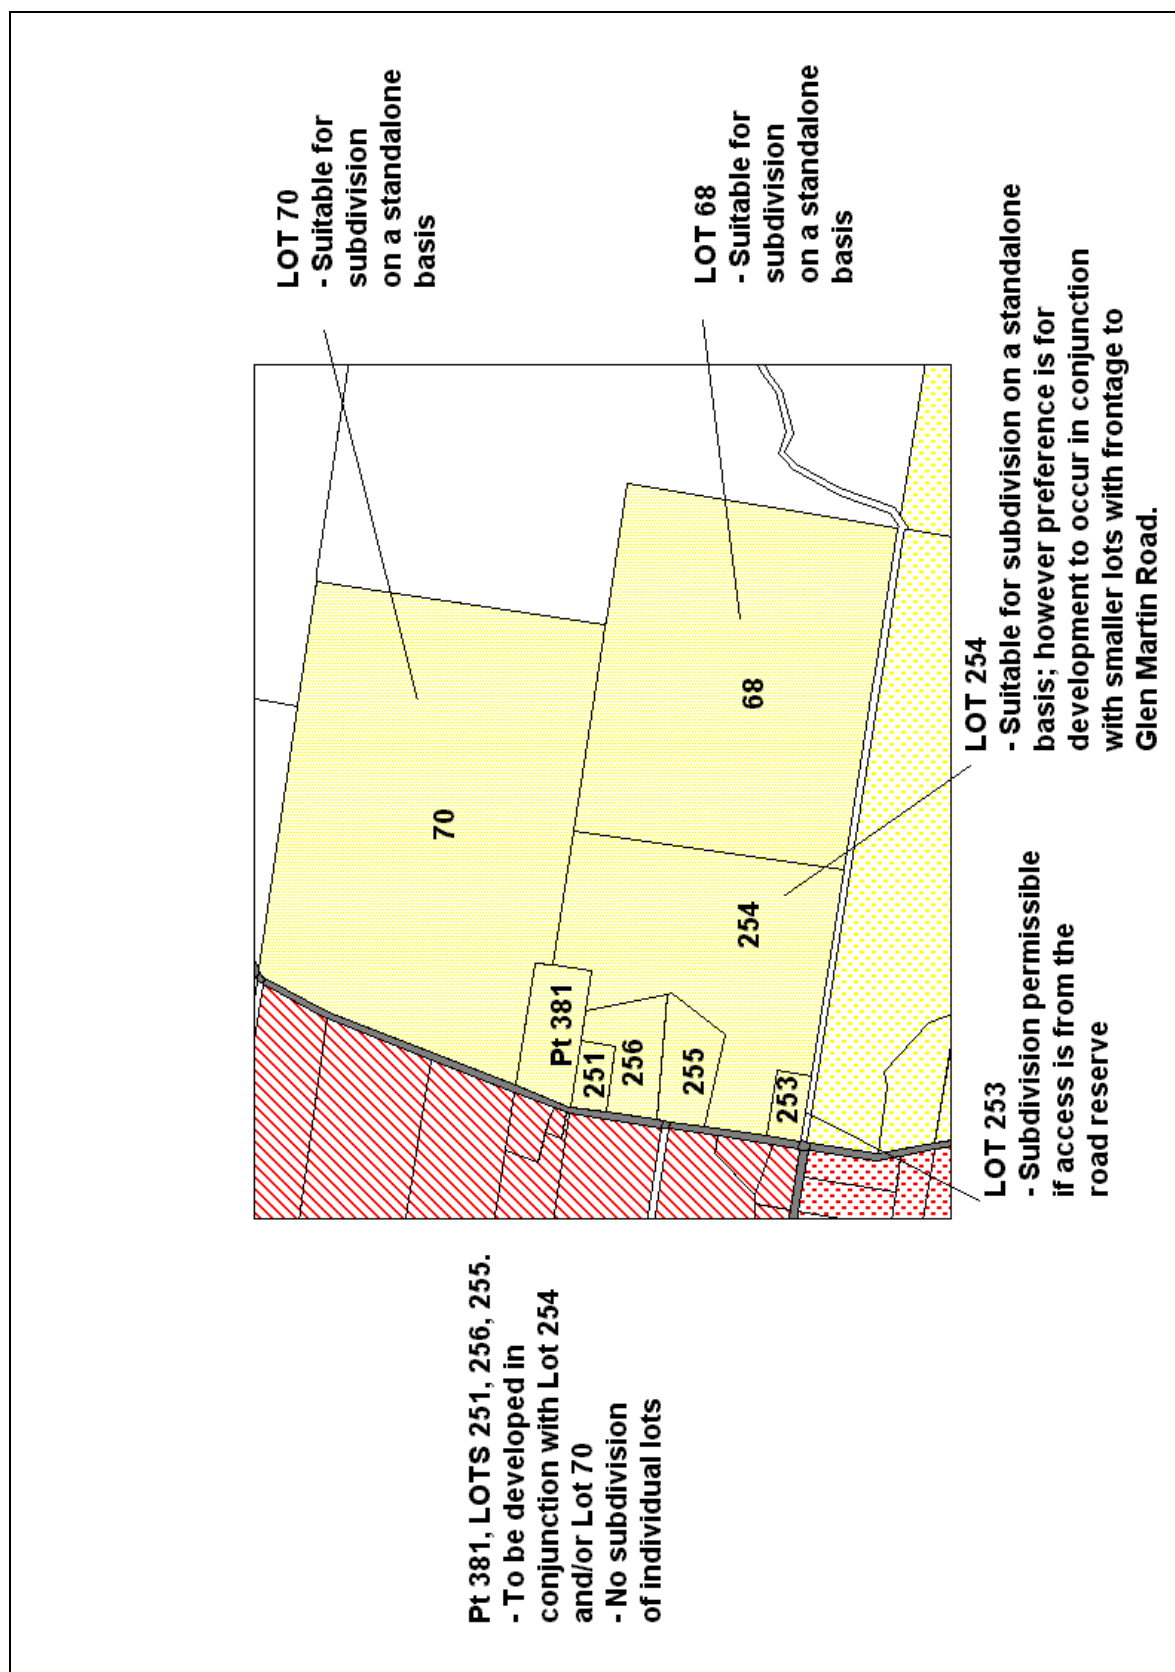 Pt 381, LOTS 251, 256, 255.
- To be developed in
conjunction with Lot 254
and/or Lot 70
- No subdivision
of individual lots
LOT 70
- Suitable for
subdivision
on a standalone
basis
LOT 68
- Suitable for
subdivision
on a standalone
basis
70
68
254
Pt 381
251
256
255
253
LOT 253
- Subdivision permissible
if access is from the
road reserve
LOT 254
- Suitable for subdivision on a standalone
basis; however preference is for
development to occur in conjunction
with smaller lots with frontage to
Glen Martin Road.